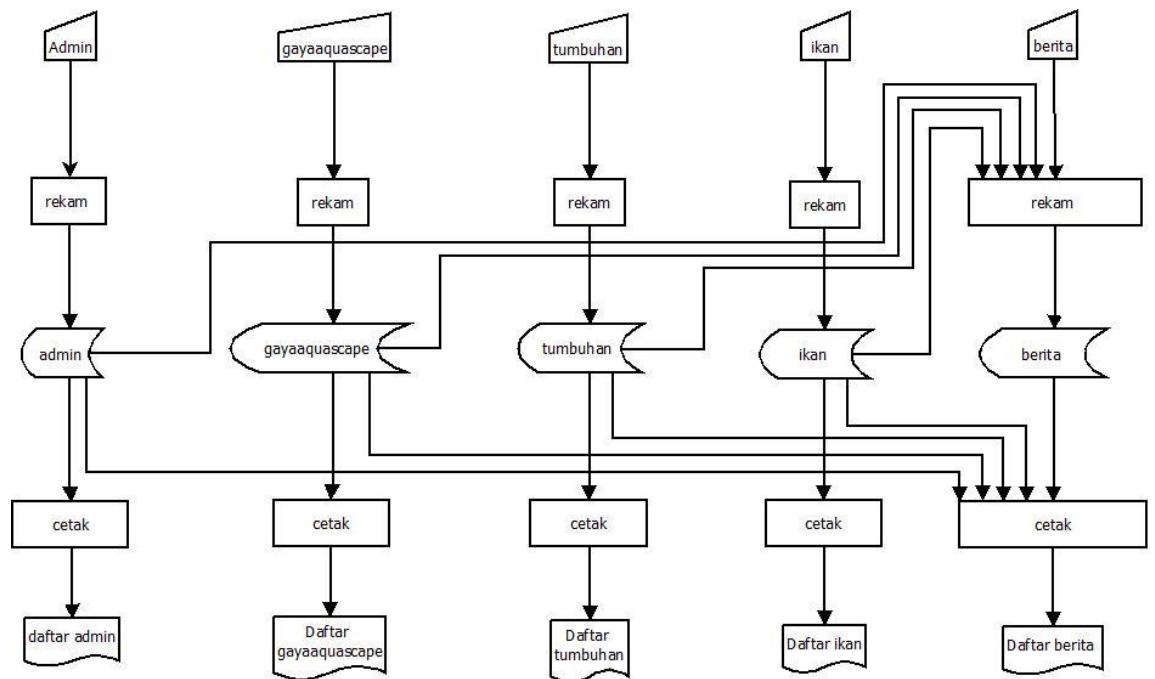 Admin
gayaaquascape
tumbuhan
ikan
berita
rekam
rekam
rekam
rekam
rekam
admin
gayaaquascape
tumbuhan
ikan
berita
cetak
cetak
cetak
cetak
cetak
daftar admin
Daftar
gayaaquascape
Daftar
tumbuhan
Daftar ikan
Daftar berita